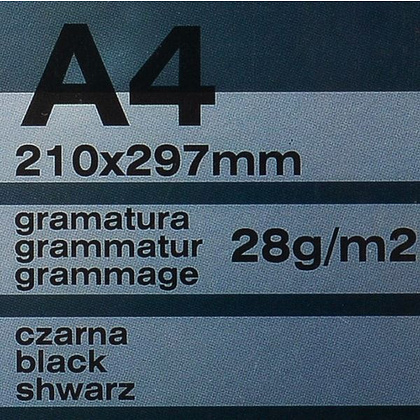 A4
210x297mm
gramatura
grammatur 28g/m2
grammage
czarna
black
shwarz